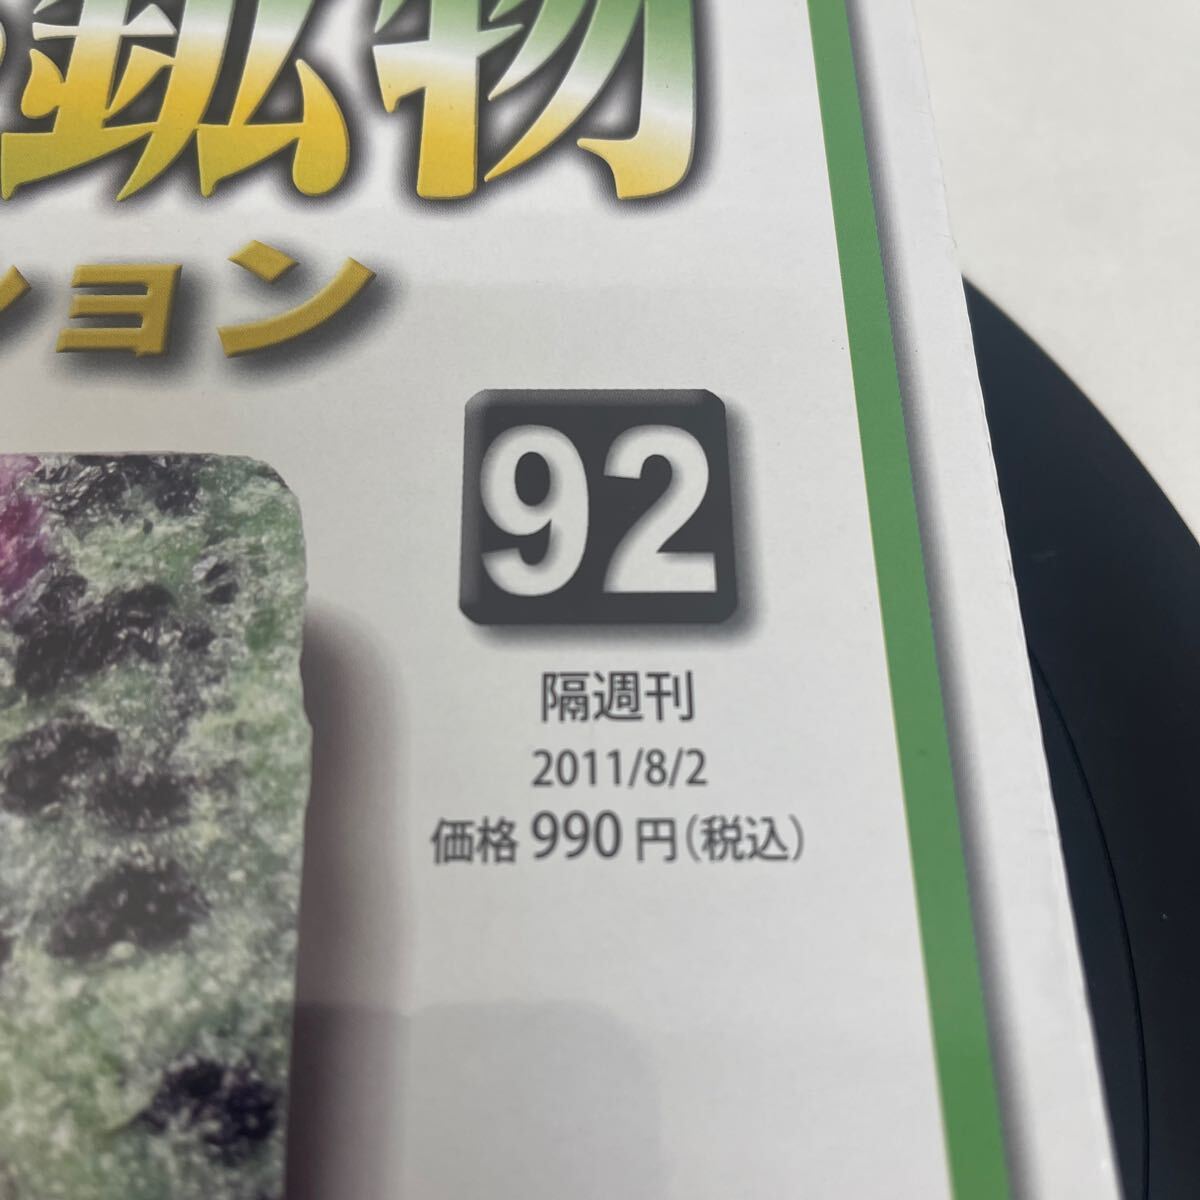 鉱物
ション
92
隔週刊
2011/8/2
価格 990 円(税込)